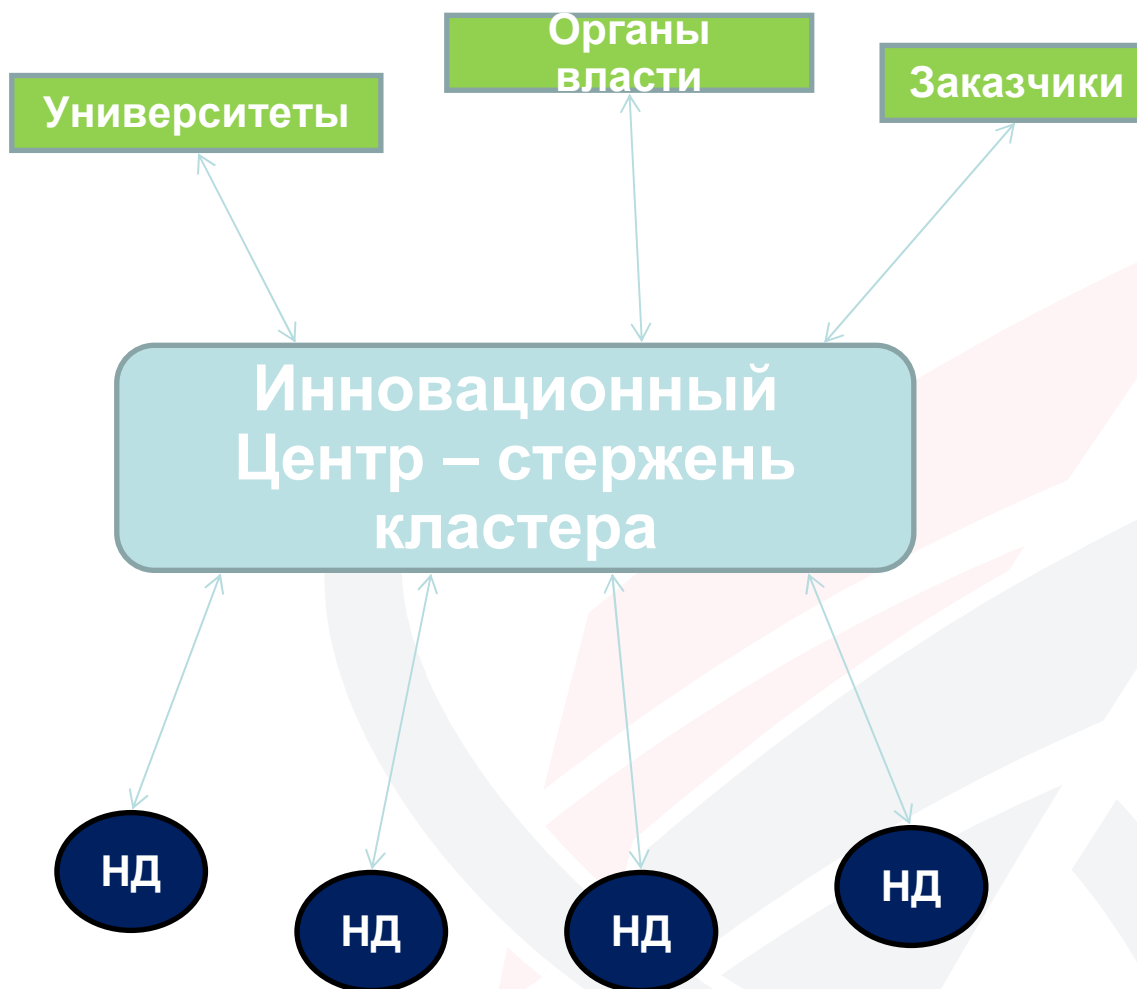 Органы
власти
Университеты
Заказчики
Инновационный
Центр – стержень
кластера
НД
НД
НД
НД